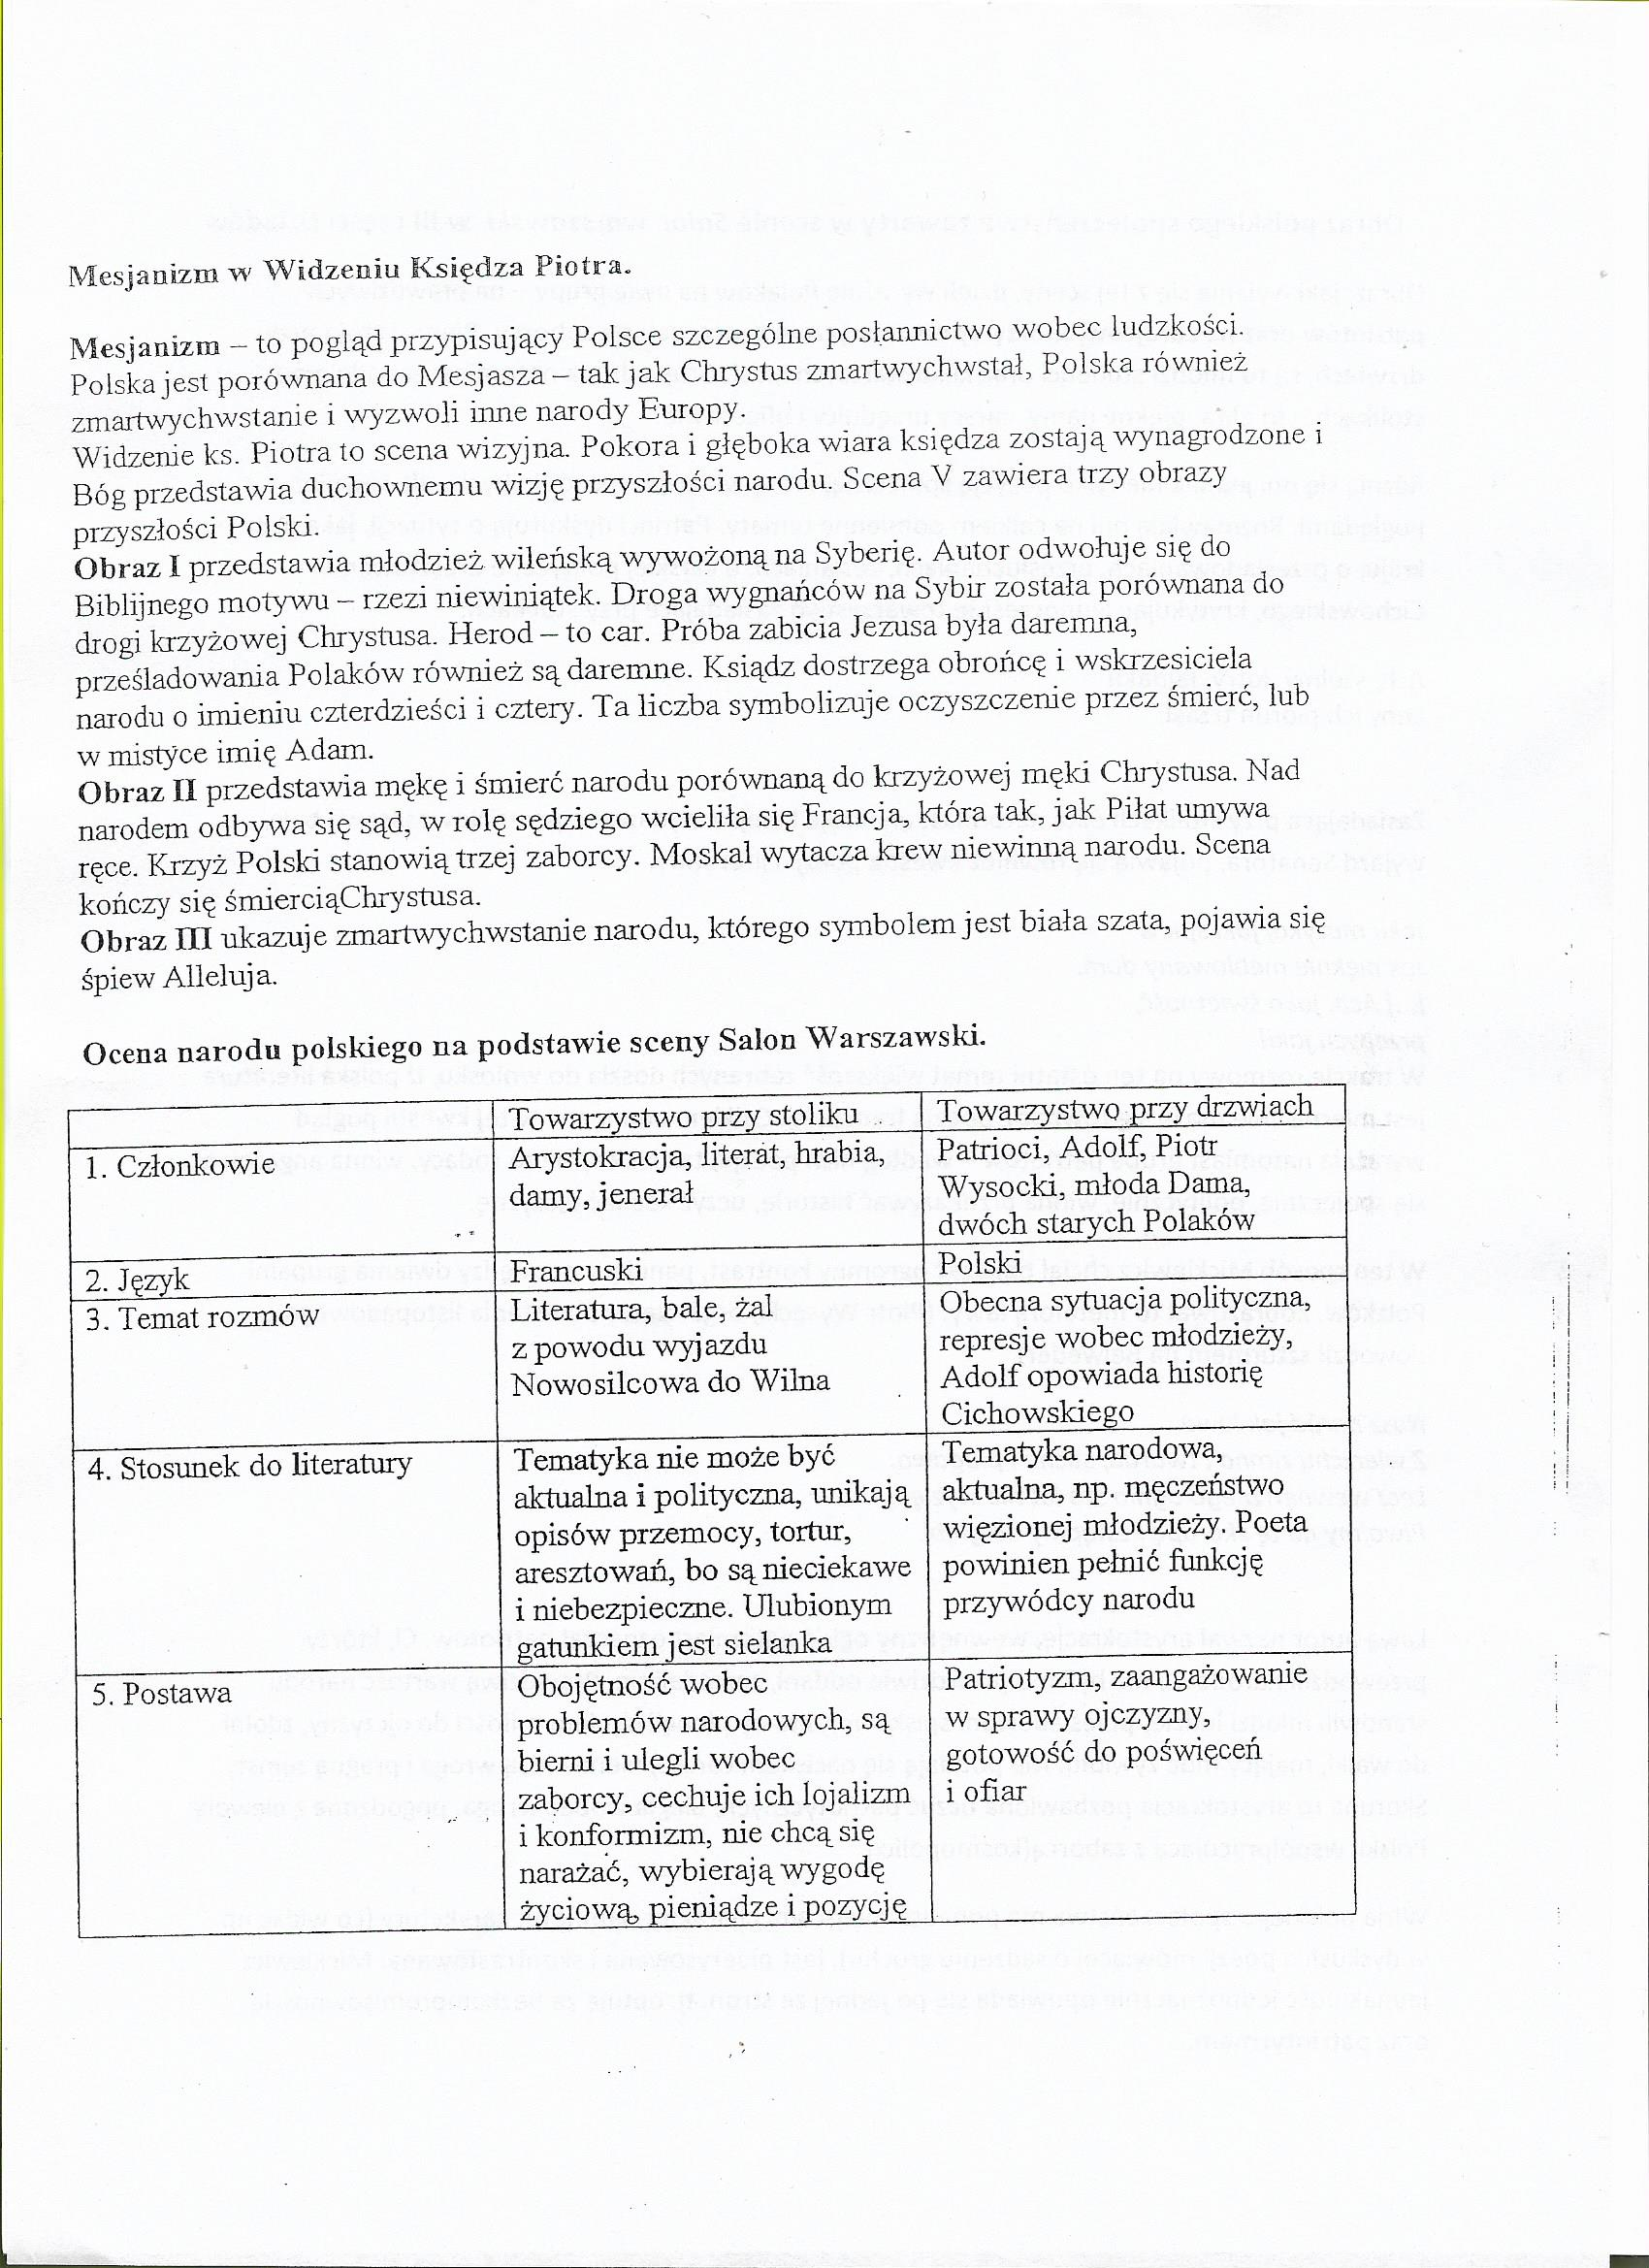 Mesjanizm w Widzeniu Księdza Piotra.
Mesjanizm – to pogląd przypisujący Polsce szczególne posłannictwo wobec ludzkości.
Polska jest porównana do Mesjasza – tak jak Chrystus zmartwychwstał, Polska również
zmartwychwstanie i wyzwoli inne narody Europy.
Widzenie ks. Piotra to scena wizyjna. Pokora i głęboka wiara księdza zostają wynagrodzone i
Bóg przedstawia duchownemu wizję przyszłości narodu. Scena V zawiera trzy obrazy
przyszłości Polski.
Obraz I przedstawia młodzież wileńską wywożoną na Syberię. Autor odwołuje się do
Biblijnego motywu – rzezi niewiniątek. Droga wygnańców na Sybir została porównana do
drogi krzyżowej Chrystusa. Herod – to car. Próba zabicia Jezusa była daremna,
prześladowania Polaków również są daremne. Ksiądz dostrzega obrońcę i wskrzesiciela
narodu o imieniu czterdzieści i cztery. Ta liczba symbolizuje oczyszczenie przez śmierć, lub
w mistyce imię Adam.
Obraz II przedstawia mękę i śmierć narodu porównaną do krzyżowej męki Chrystusa. Nad
narodem odbywa się sąd, w rolę sędziego wcieliła się Francja, która tak, jak Piłat umywa
ręce. Krzyż Polski stanowią trzej zaborcy. Moskal wytacza krew niewinną narodu. Scena
kończy się śmierciąChrystusa.
Obraz III ukazuje zmartwychwstanie narodu, którego symbolem jest biała szata, pojawia się
śpiew Alleluja.
Ocena narodu polskiego na podstawie sceny Salon Warszawski.
Towarzystwo przy stoliku
Towarzystwo przy drzwiach
1. Członkowie
Arystokracja, literat, hrabia,
damy, jenerał
Patrioci, Adolf, Piotr
Wysocki, młoda Dama,
dwóch starych Polaków
2. Język
Francuski
Polski
3. Temat rozmów
Literatura, bale, żal
z powodu wyjazdu
Nowosilcowa do Wilna
Obecna sytuacja polityczna,
represje wobec młodzieży,
Adolf opowiada historię
Cichowskiego
4. Stosunek do literatury
Tematyka nie może być
aktualna i polityczna, unikają
opisów przemocy, tortur,
aresztowań, bo są nieciekawe
i niebezpieczne. Ulubionym
gatunkiem jest sielanka
Tematyka narodowa,
aktualna, np. męczeństwo
więzionej młodzieży. Poeta
powinien pełnić funkcję
przywódcy narodu
5. Postawa
Obojętność wobec
problemów narodowych, są
bierni i ulegli wobec
zaborcy, cechuje ich lojalizm
i konformizm, nie chcą się
narażać, wybierają wygodę
życiową, pieniądze i pozycję
Patriotyzm, zaangażowanie
w sprawy ojczyzny,
gotowość do poświęceń
i ofiar